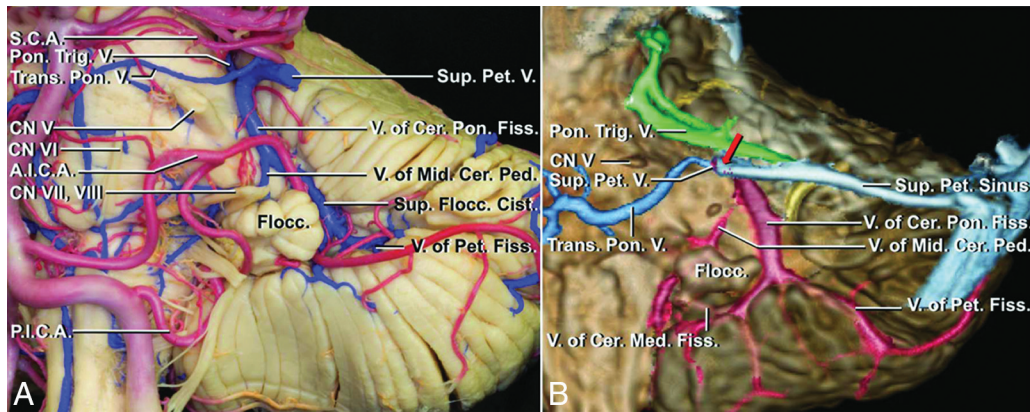 S.C.A.
Pon. Trig. V.
Trans. Pon. V.
Sup. Pet. V.
CN V
V. of Cer. Pon. Fiss.
CN VI
A.I.C.A.
V. of Mid. Cer. Ped.
CN VII, VIII
Sup. Flocc. Cist.
Flocc.
V. of Pet. Fiss.
P.I.C.A.
A
Pon. Trig. V.
CN V
Sup. Pet. V.
Sup. Pet. Sinus
V. of Cer. Pon. Fiss.
Trans. Pon. V.
V. of Mid. Cer. Ped.
Flocc.
V. of Pet. Fiss.
V. of Cer. Med. Fiss.
B